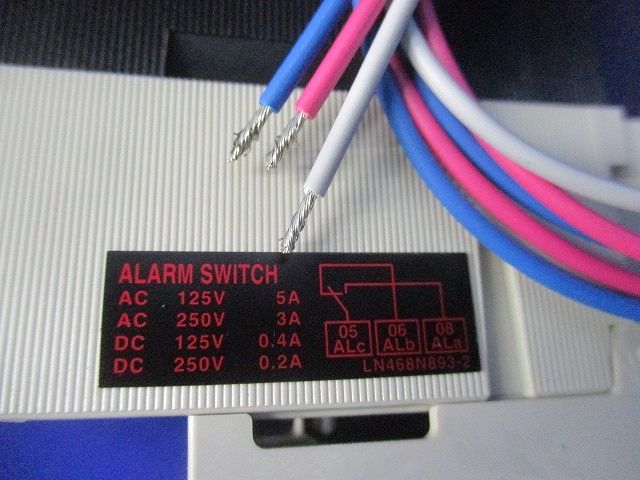 ALARM SWITCH
AC 125V 5A
AC 250V 3A
DC 125V 0.4A
DC 250V 0.2A
05 06 08
ALc ALb ALa
LN468N893-2